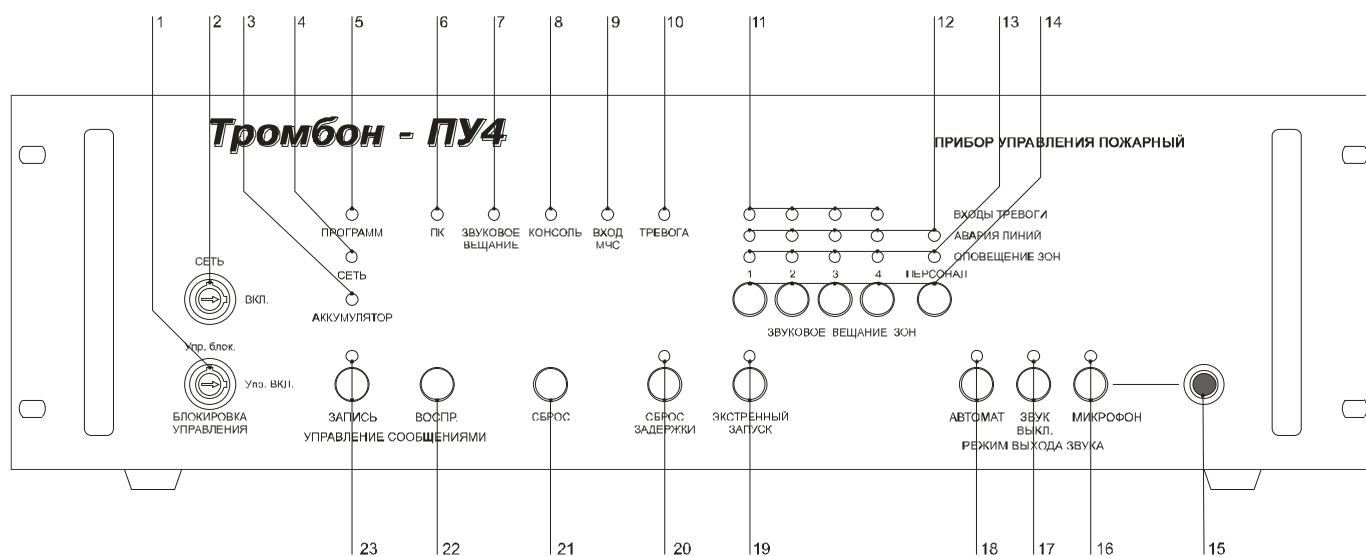 1 2 3 4 5 6 7 8 9 10 11 12 13 14
Тромбон - ПУ4
ПРИБОР УПРАВЛЕНИЯ ПОЖАРНЫЙ
ВХОДЫ ТРЕВОГИ
ПРОГРАММ ПК ЗВУКОВОЕ ВЕЩАНИЕ КОНСОЛЬ ВХОД МЧС ТРЕВОГА
АВАРИЯ ЛИНИЙ
ОПОВЕЩЕНИЕ ЗОН
СЕТЬ
СЕТЬ
1 2 3 4 ПЕРСОНАЛ
ВКЛ.
АККУМУЛЯТОР
ЗВУКОВОЕ ВЕЩАНИЕ ЗОН
Упр. блок.
Упр. ВКЛ.
БЛОКИРОВКА УПРАВЛЕНИЯ
ЗАПИСЬ ВОСПР. СБРОС
СБРОС ЗАДЕРЖКИ
ЭКСТРЕННЫЙ ЗАПУСК
АВТОМАТ ЗВУК ВЫКЛ. МИКРОФОН
УПРАВЛЕНИЕ СООБЩЕНИЯМИ
РЕЖИМ ВЫХОДА ЗВУКА
23 22 21 20 19 18 17 16 15